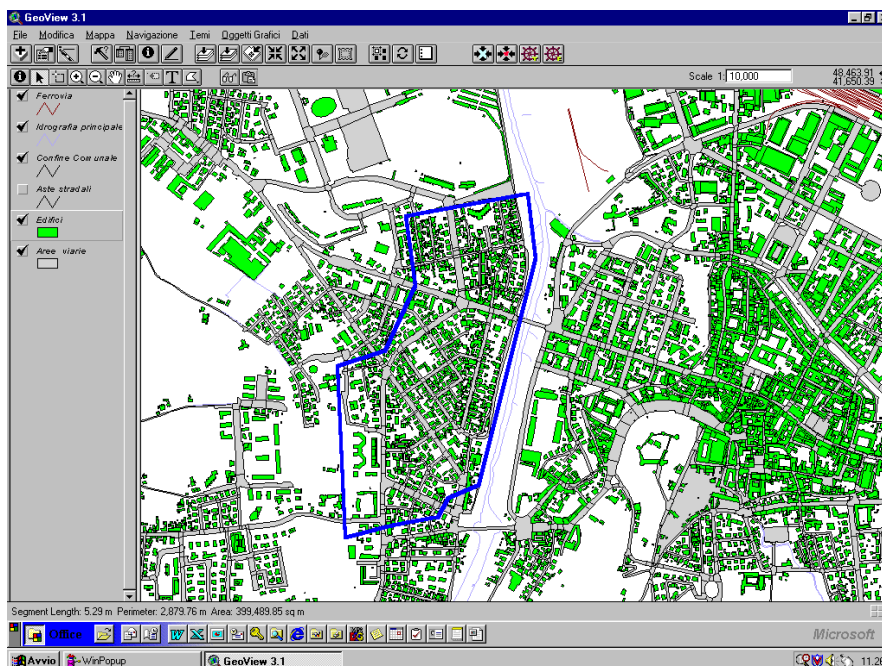 GeoView 3.1
File Modifica Mappa Navigazione Temi Oggetti Grafici Dati
Scale 1: 10,000
48,463.91
41,650.39
Ferrovia
Idrografia principale
Confine Comunale
Aste stradali
Edifici
Aree viarie
Segment Length: 5.29 m Perimeter: 2,879.76 m Area: 399,489.85 sq m
Office
Microsoft
Avvio WinPopup GeoView 3.1